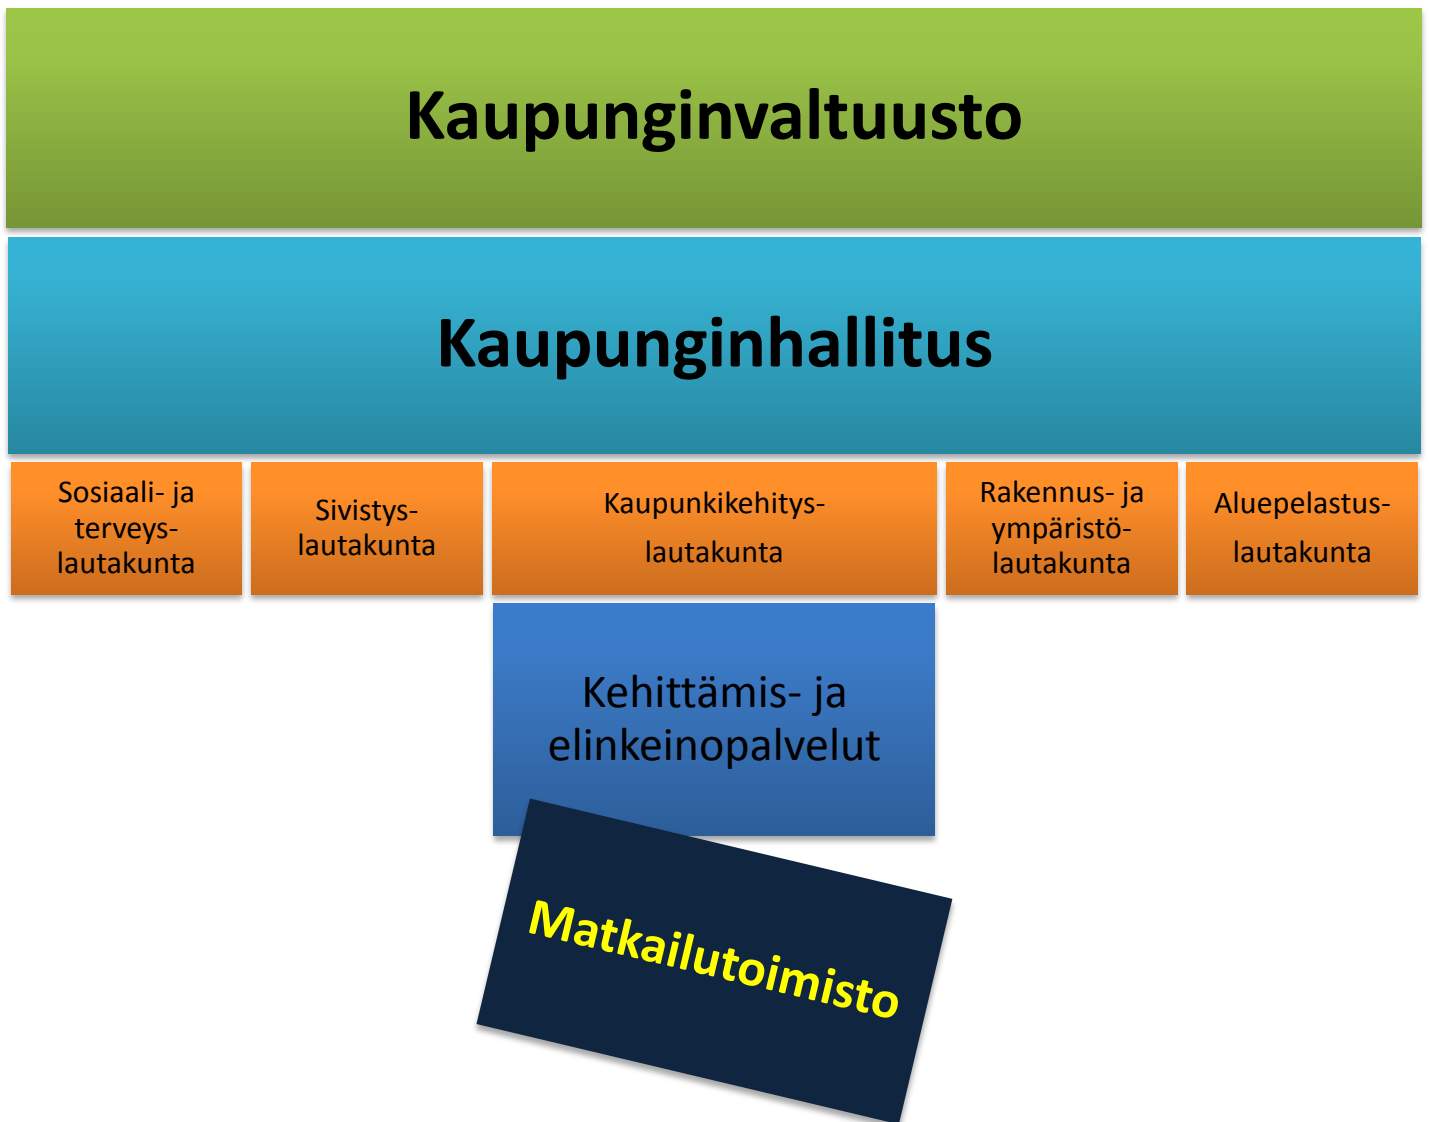 Kaupunginvaltuusto
Kaupunginhallitus
Sosiaali- ja
terveys-
lautakunta
Sivistys-
lautakunta
Kaupunkikehitys-
lautakunta
Rakennus- ja
ympäristö-
lautakunta
Aluepelastus-
lautakunta
Kehittämis- ja
elinkeinopalvelut
Matkailutoimisto